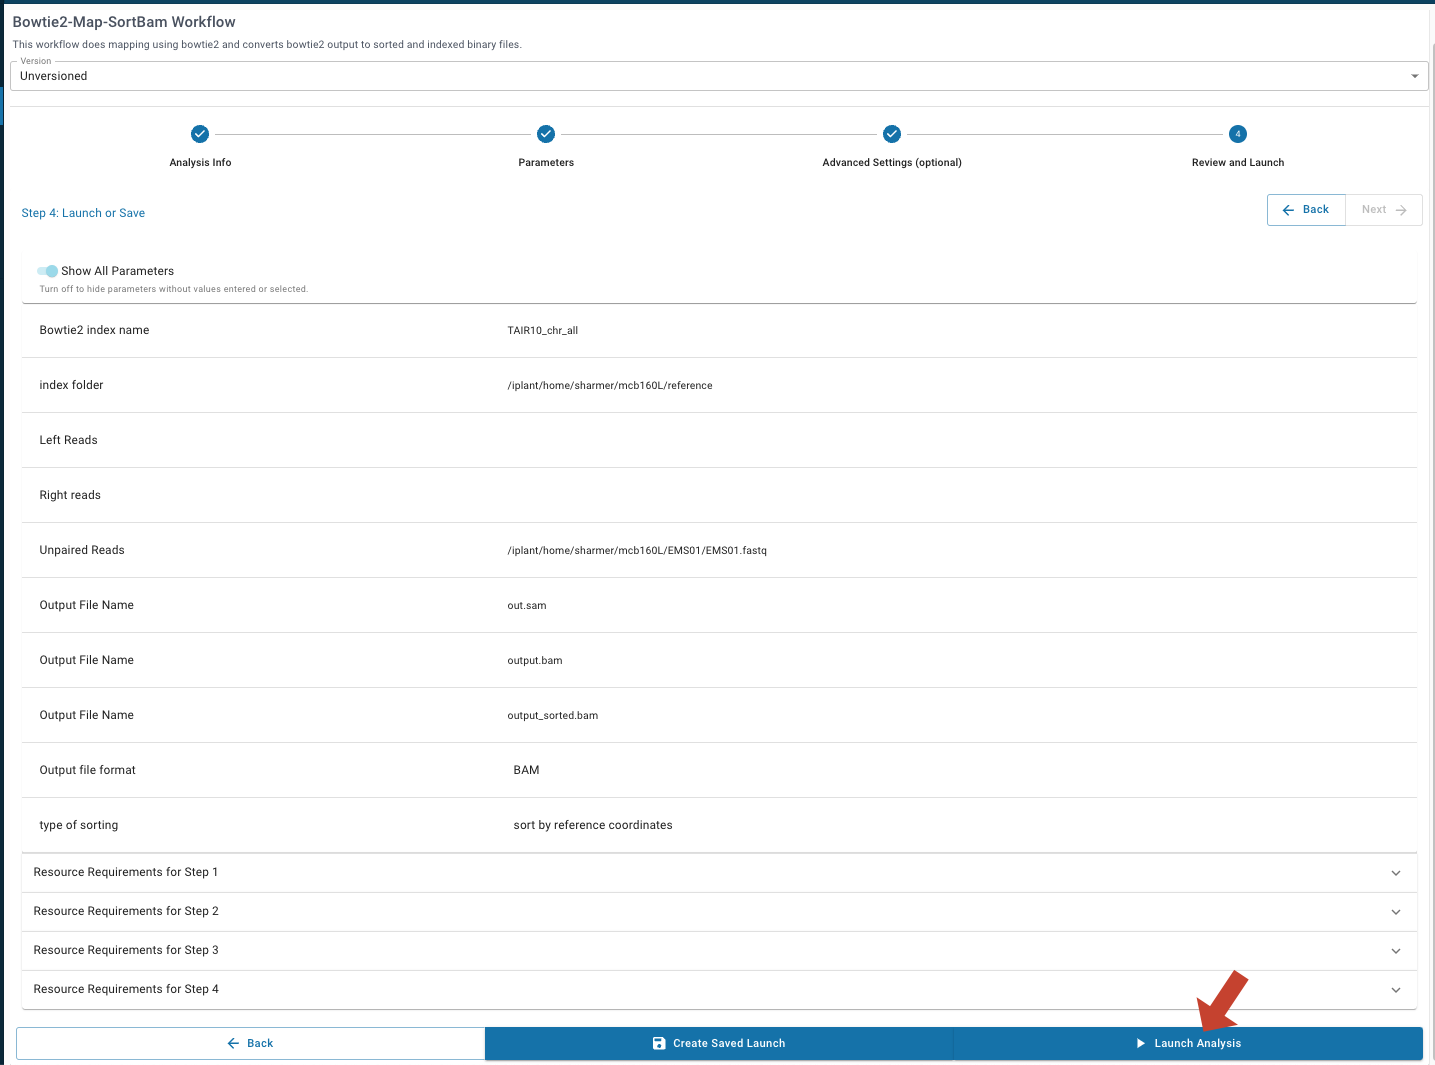 Bowtie2-Map-SortBam Workflow
This workflow does mapping using bowtie2 and converts bowtie2 output to sorted and indexed binary files.
Version
Unversioned
4
Analysis Info
Parameters
Advanced Settings (optional)
Review and Launch
Step 4: Launch or Save
Back
Next
Show All Parameters
Turn off to hide parameters without values entered or selected.
Bowtie2 index name
TAIR10_chr_all
index folder
/iplant/home/sharmer/mcb160L/reference
Left Reads
Right reads
Unpaired Reads
/iplant/home/sharmer/mcb160L/EMS01/EMS01.fastq
Output File Name
out.sam
Output File Name
output.bam
Output File Name
output_sorted.bam
Output file format
BAM
type of sorting
sort by reference coordinates
Resource Requirements for Step 1
Resource Requirements for Step 2
Resource Requirements for Step 3
Resource Requirements for Step 4
Back
Create Saved Launch
Launch Analysis